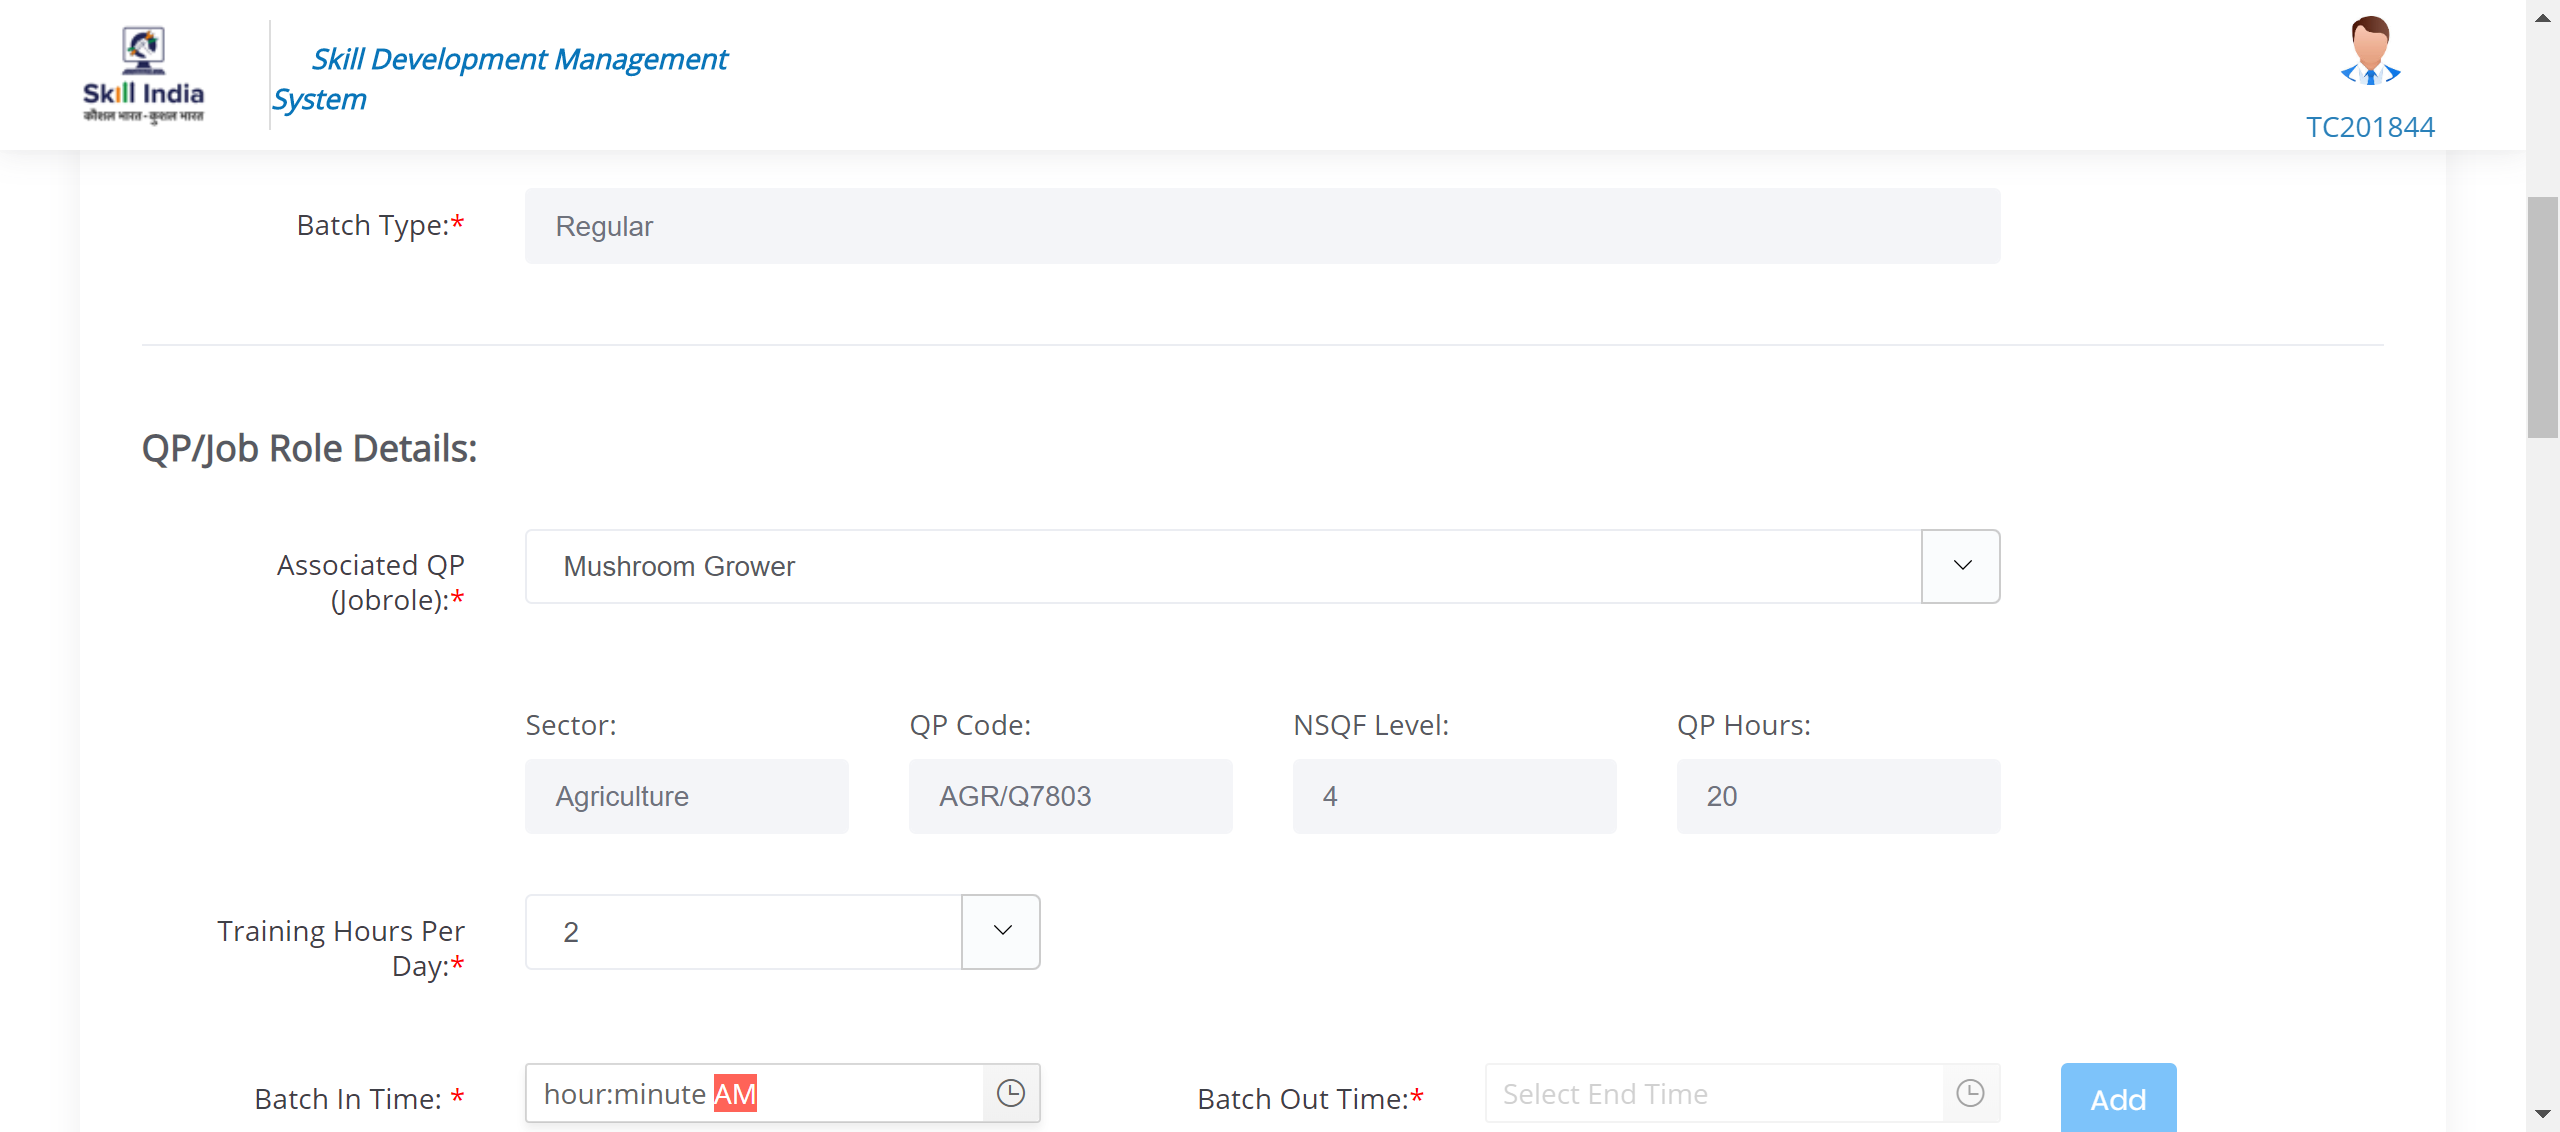 Skill India
कौशल भारत - कुशल भारत
Skill Development Management
System
TC201844
Batch Type:*
Regular
QP/Job Role Details:
Associated QP
(Jobrole):*
Mushroom Grower
Sector:
QP Code:
NSQF Level:
QP Hours:
Agriculture
AGR/Q7803
4
20
Training Hours Per
Day:*
2
Batch In Time: *
hour:minute AM
Batch Out Time:*
Select End Time
Add